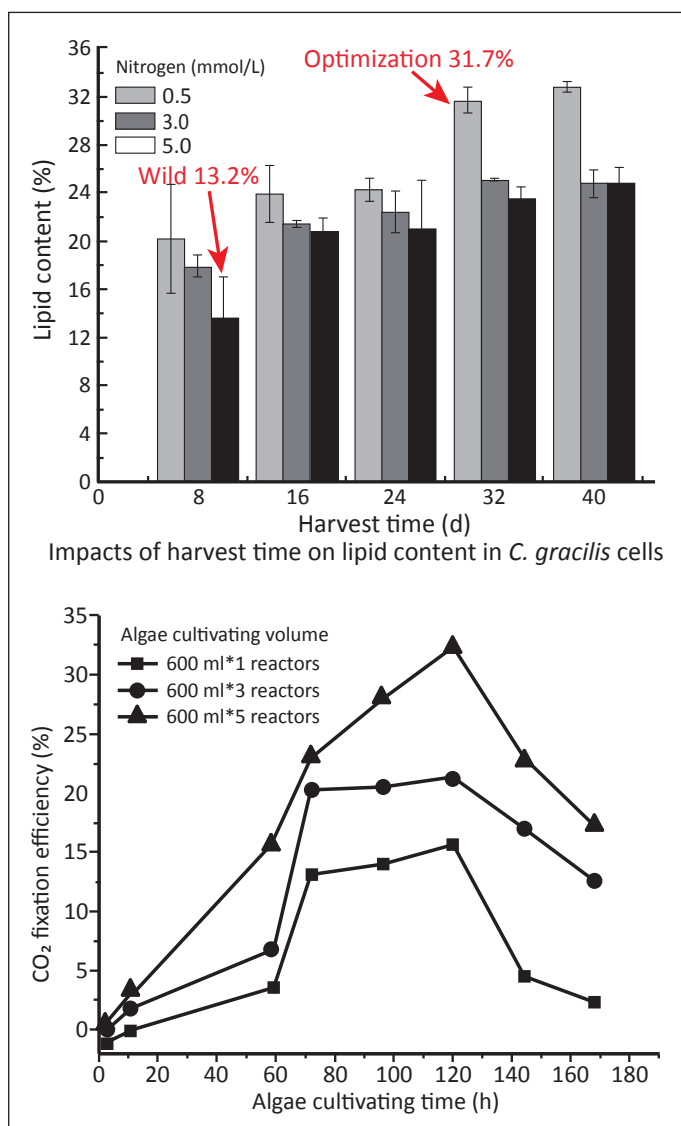 36
32
28
24
20
16
12
8
4
0
Lipid content (%)
Nitrogen (mmol/L)
0.5
3.0
5.0
Optimization 31.7%
Wild 13.2%
0 8 16 24 32 40
Harvest time (d)
Impacts of harvest time on lipid content in C. gracilis cells
35
30
25
20
15
10
5
0
CO₂ fixation efficiency (%)
Algae cultivating volume
600 ml*1 reactors
600 ml*3 reactors
600 ml*5 reactors
0 20 40 60 80 100 120 140 160 180
Algae cultivating time (h)